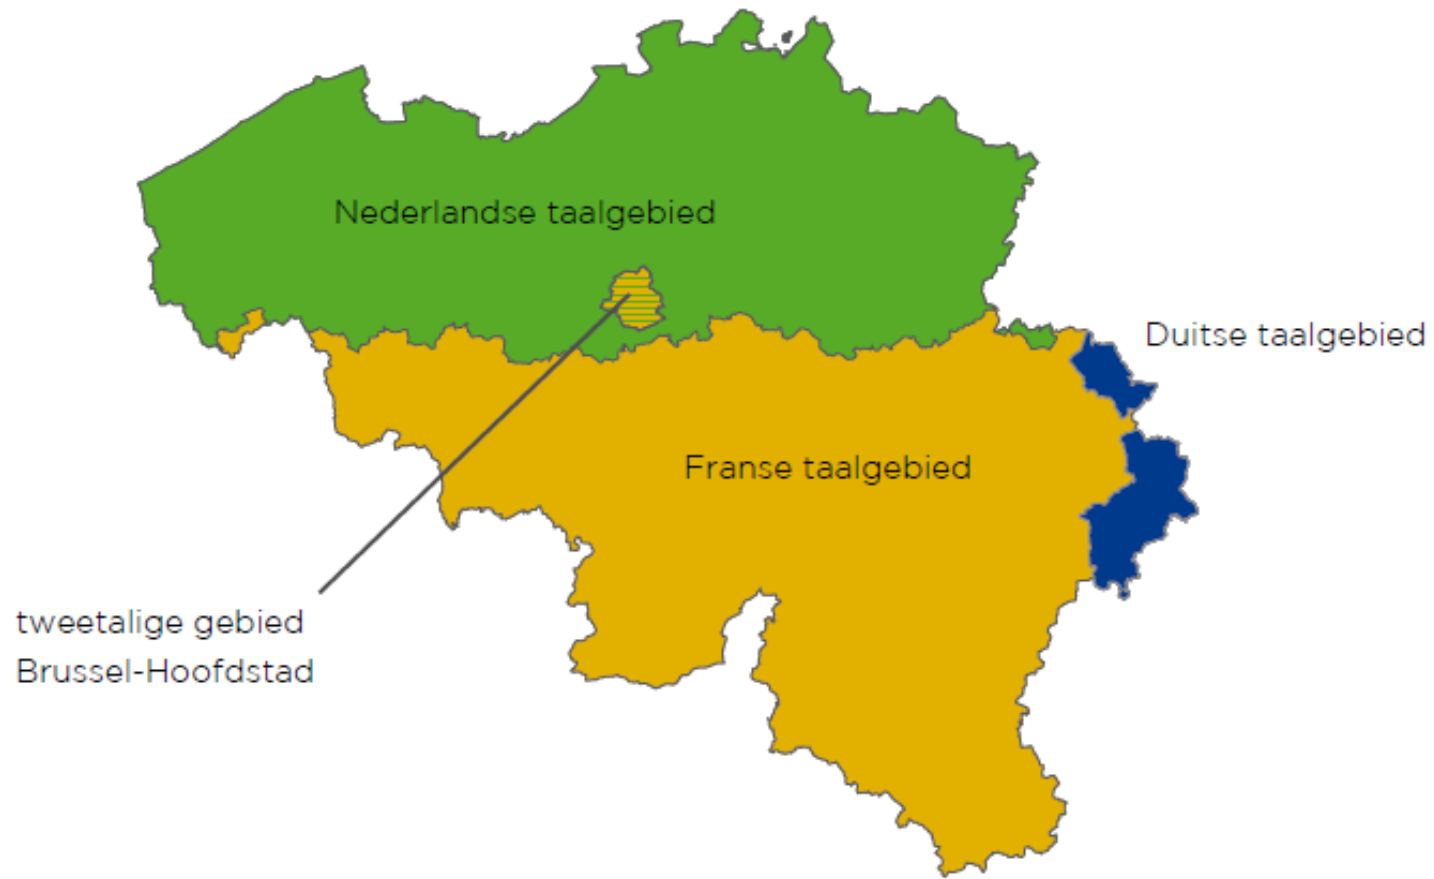 Nederlandse taalgebied
Duitse taalgebied
Franse taalgebied
tweetalige gebied
Brussel-Hoofdstad